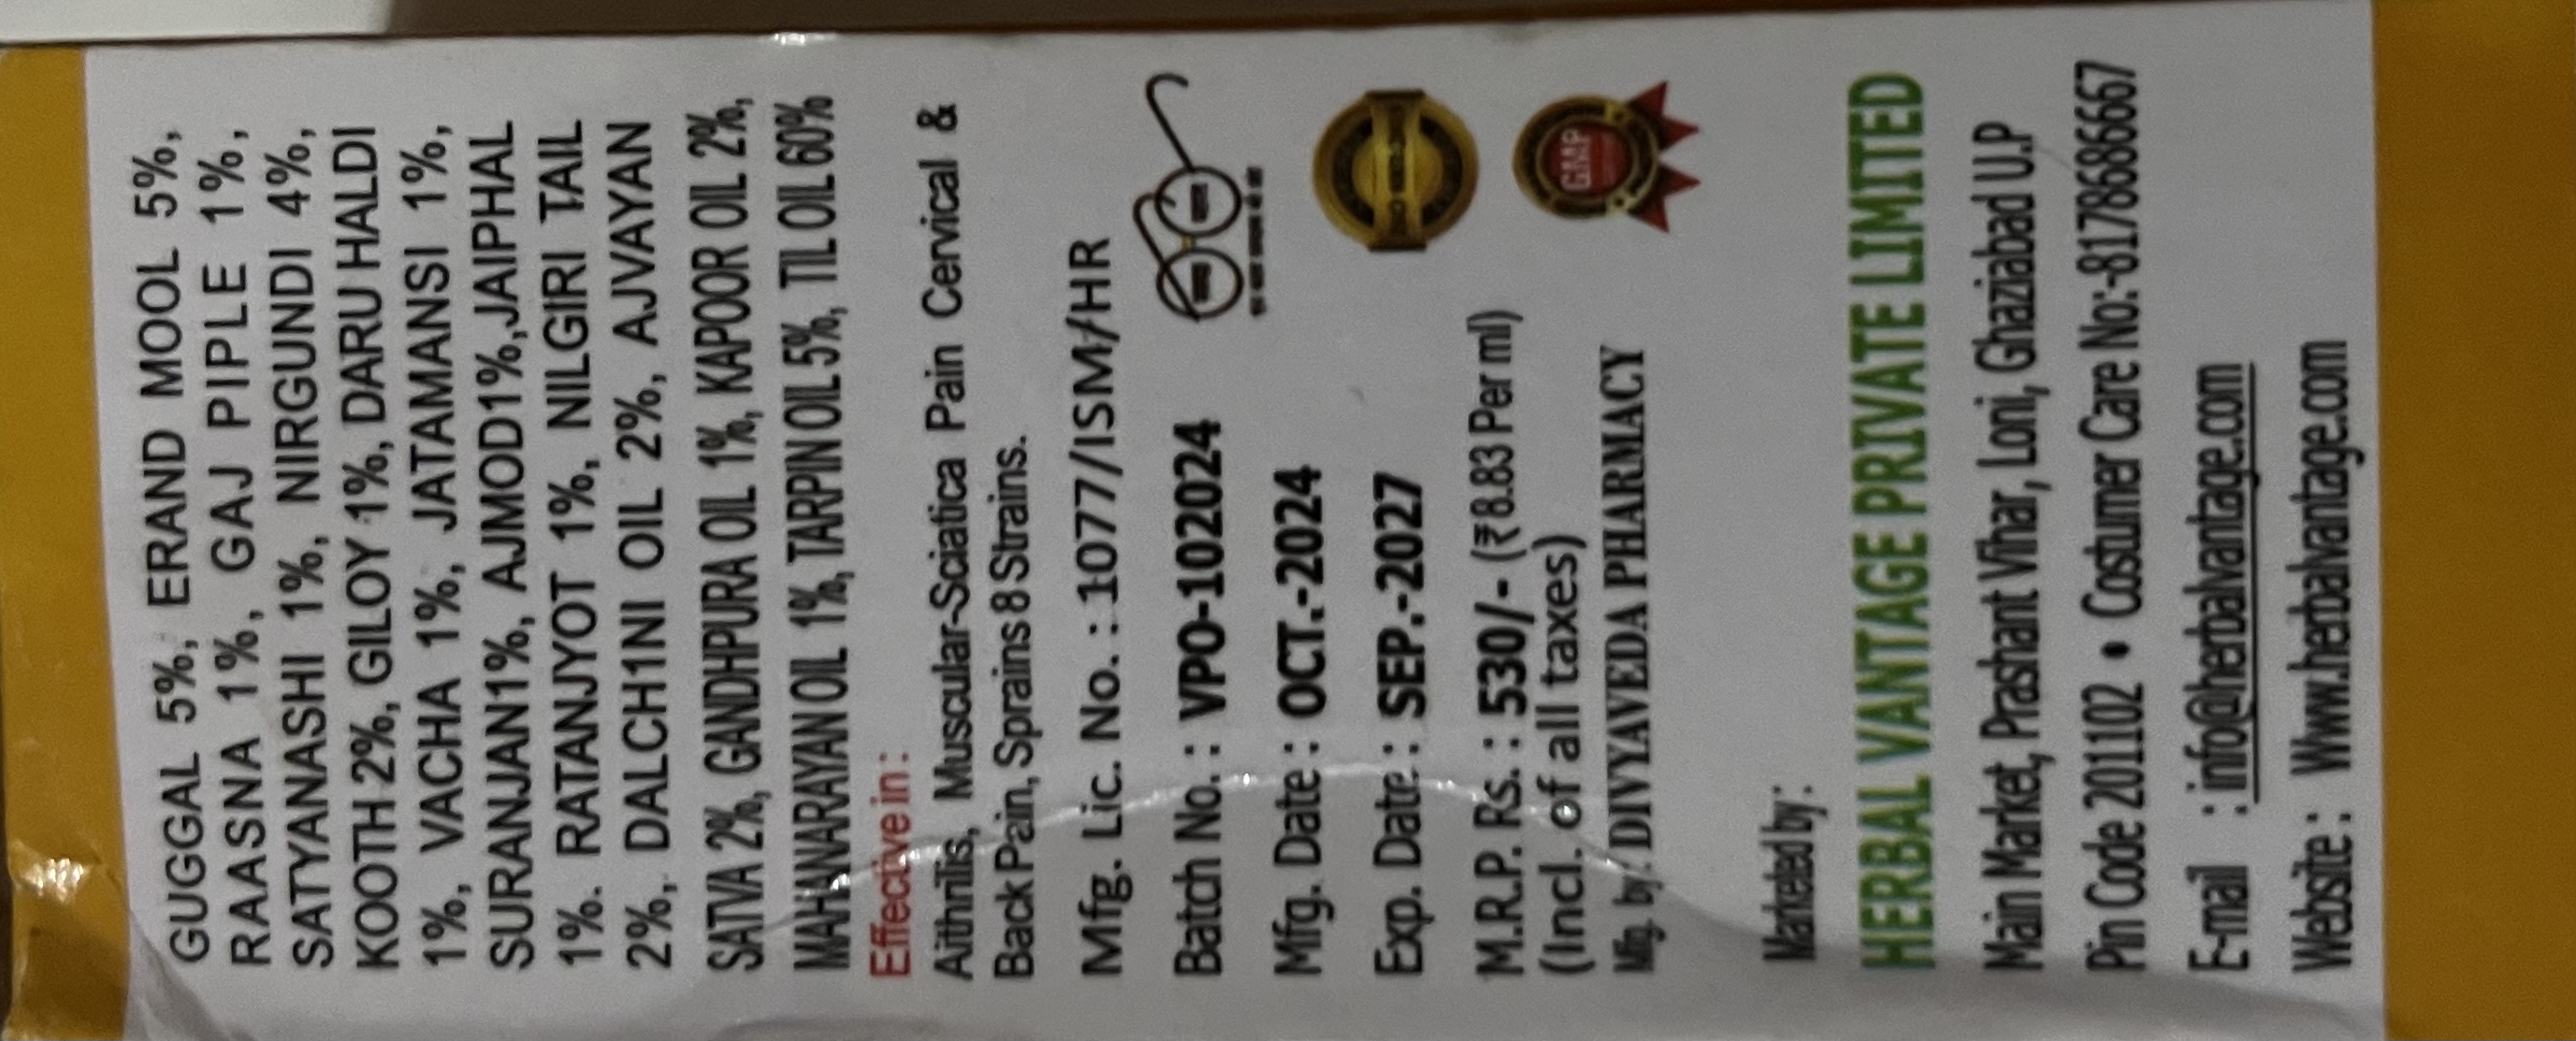 GUGGAL 5%, ERAND MOOL 5%,
RAASNA 1%, GAJ PIPLE 1%,
SATYANASHI 1%, NIRGUNDI 4%,
KOOTH 2%, GILOY 1%, DARU HALDI
1%, VACHA 1%, JATAMANSI 1%,
SURANJAN1%, AJMOD1%,JAIPHAL
1%. RATANJYOT 1%, NILGIRI TAIL
2%, DALCH1NI OIL 2%, AJVAYAN
SATVA 2%, GANDHPURA OIL 1%, KAPOOR OIL 2%,
MAHANARAYAN OIL 1%, TARPIN OIL 5%, TIL OIL 60%
Effective in :
Aithritis, Muscular-Sciatica Pain Cervical &
Back Pain, Sprains 8 Strains.
Mfg. Lic. No. : 1077/ISM/HR
Batch No. : VPO-102024
Mfg. Date : OCT.-2024
Exp. Date : SEP.-2027
M.R.P. Rs. : 530/- (₹8.83 Per ml)
(Incl. of all taxes)
Mfg. by : DIVYAVEDA PHARMACY
GMP
Marketed by :
HERBAL VANTAGE PRIVATE LIMITED
Main Market, Prashant Vihar, Loni, Ghaziabad U.P
Pin Code 201102 • Costumer Care No:-8178686667
E-mail : info@herbalvantage.com
Website : Www.herbalvantage.com